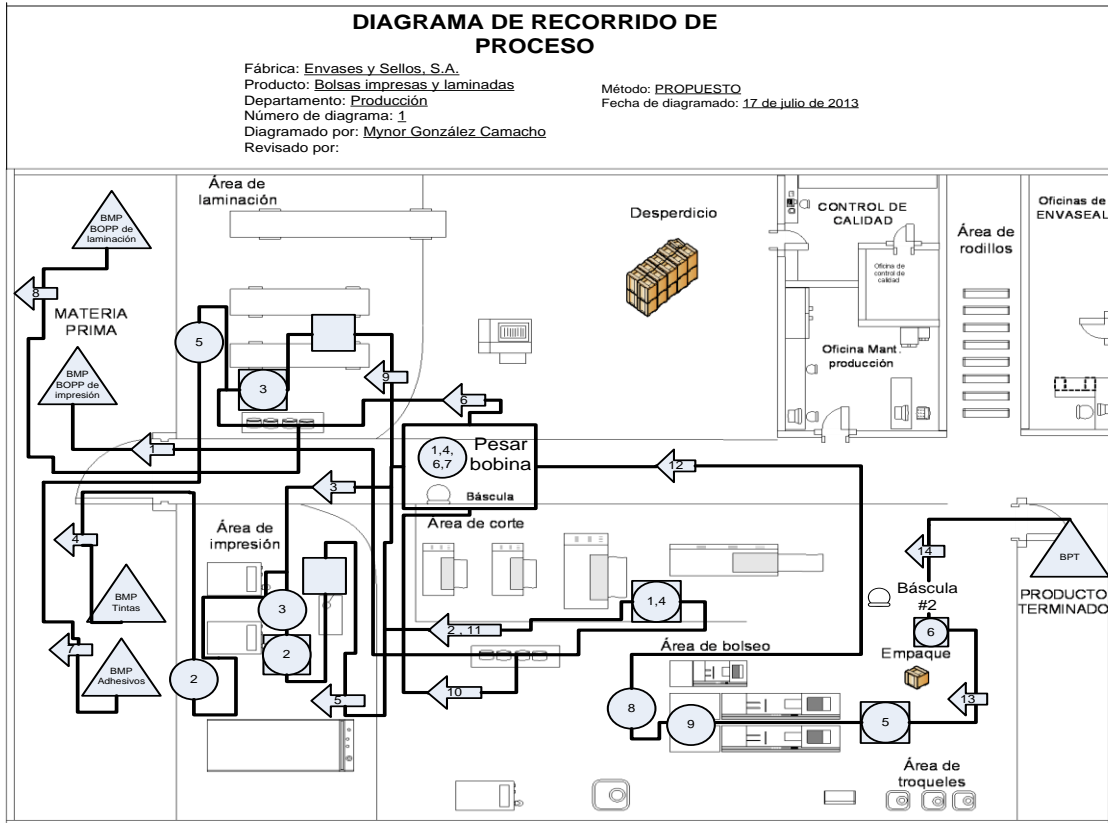 DIAGRAMA DE RECORRIDO DE
PROCESO
Fábrica: Envases y Sellos, S.A.
Producto: Bolsas impresas y laminadas
Departamento: Producción
Número de diagrama: 1
Diagramado por: Mynor González Camacho
Revisado por:
Método: PROPUESTO
Fecha de diagramado: 17 de julio de 2013
BMP
BOPP de
laminación
8
MATERIA
PRIMA
BMP
BOPP de
impresión
1
4
BMP
Tintas
7
BMP
Adhesivos
Área de
laminación
5
3
9
6
Desperdicio
CONTROL DE
CALIDAD
Oficina de
control de
calidad
Oficina Mant.
producción
Área de
rodillos
Oficinas de
ENVASEAL
1,4,
6,7
Pesar
bobina
Báscula
12
3
Área de
impresión
3
2
2
5
Área de corte
1,4
2 , 11
10
Área de bolseo
8
9
5
14
Báscula
#2
6
Empaque
13
BPT
PRODUCTO
TERMINADO
Área de
troqueles